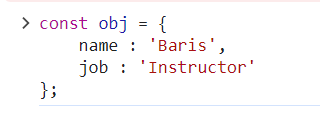 > const obj = {
    name : 'Baris',
    job : 'Instructor'
};